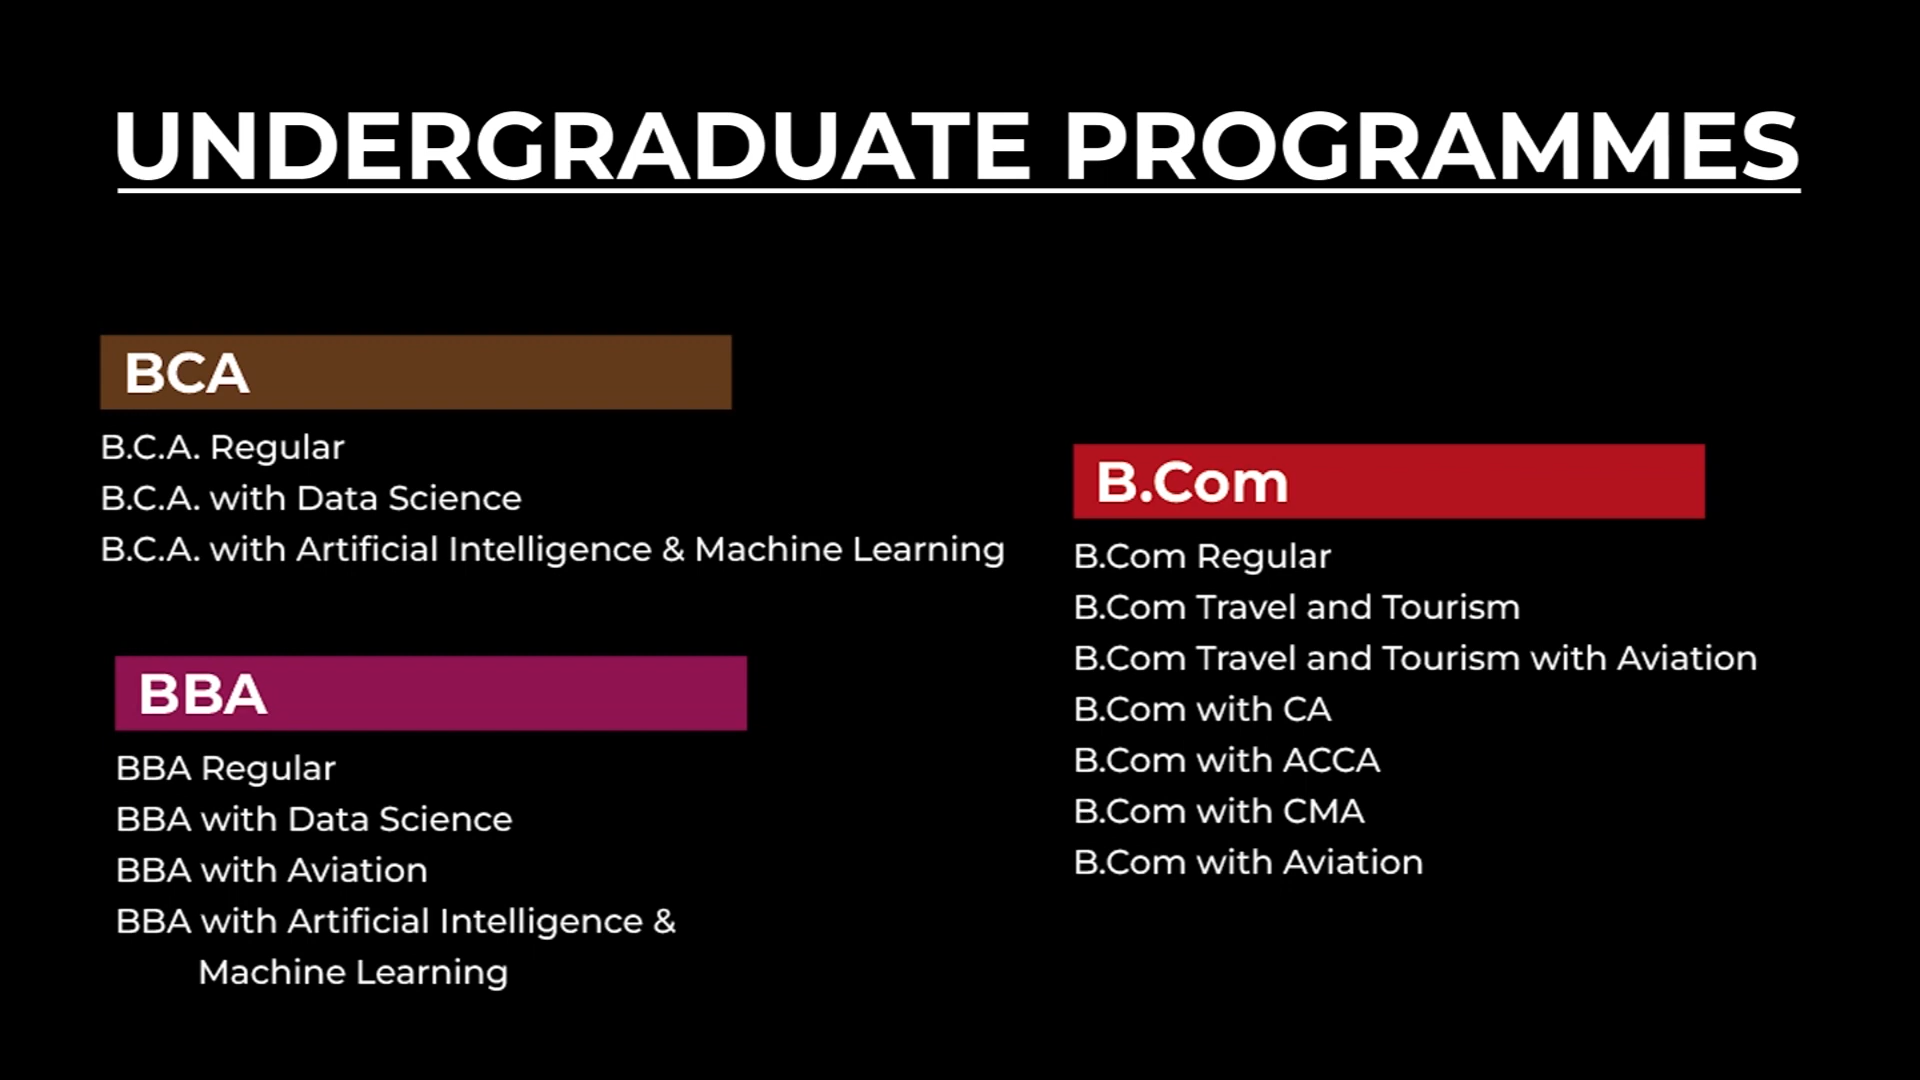 UNDERGRADUATE PROGRAMMES
BCA
B.C.A. Regular
B.C.A. with Data Science
B.C.A. with Artificial Intelligence & Machine Learning
BBA
BBA Regular
BBA with Data Science
BBA with Aviation
BBA with Artificial Intelligence &
Machine Learning
B.Com
B.Com Regular
B.Com Travel and Tourism
B.Com Travel and Tourism with Aviation
B.Com with CA
B.Com with ACCA
B.Com with CMA
B.Com with Aviation